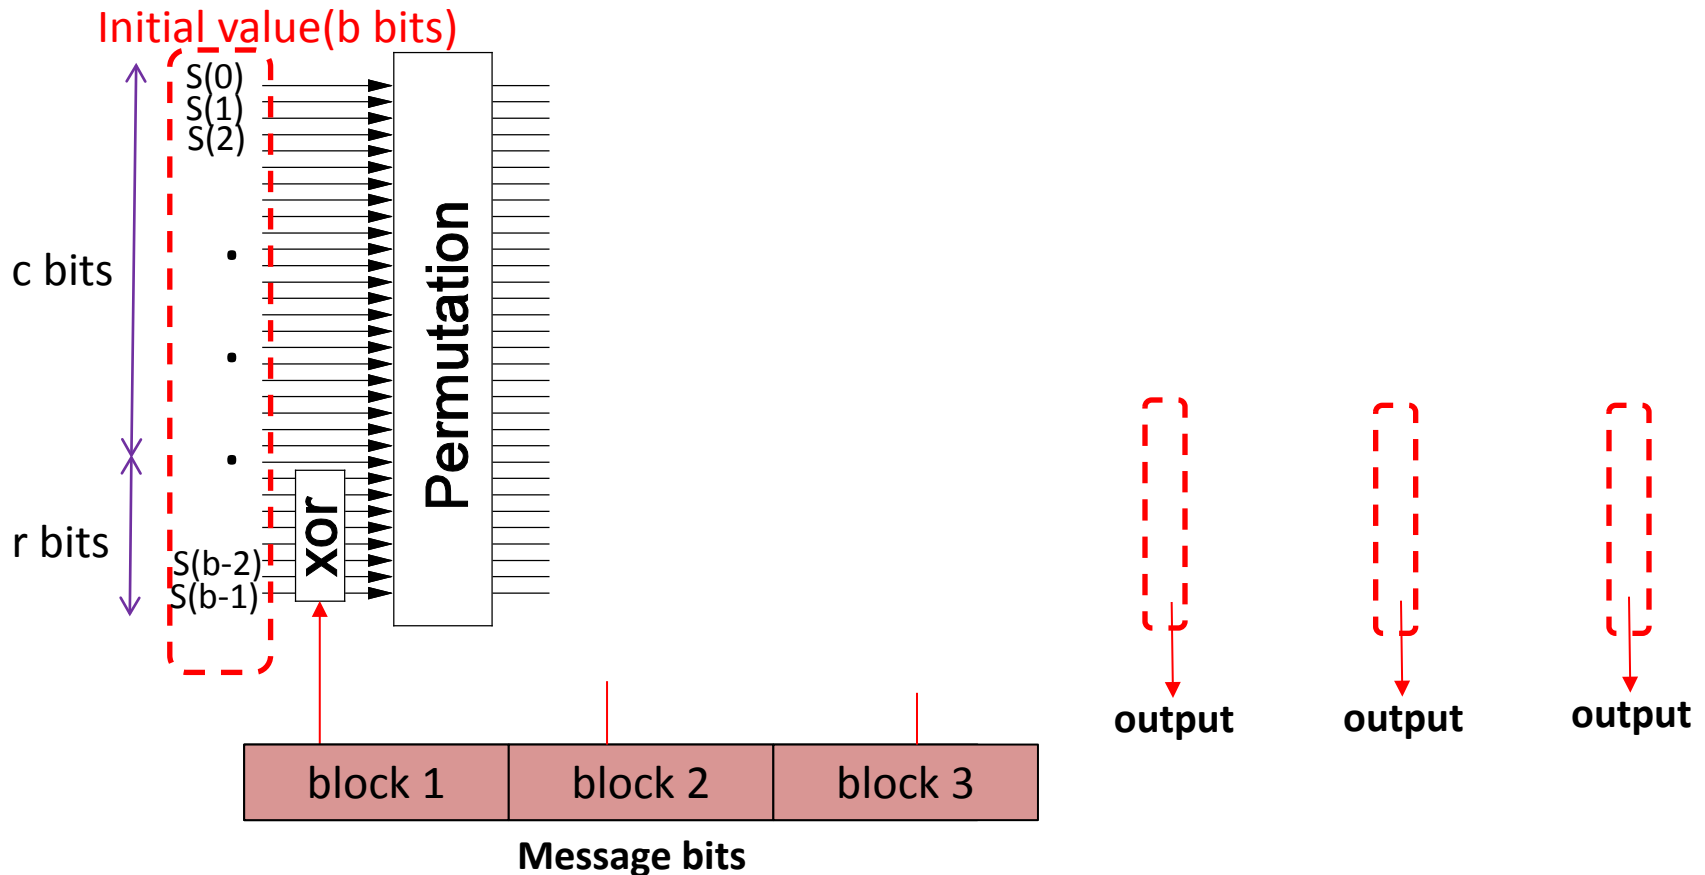 Initial value(b bits)
S(0)
S(1)
S(2)
c bits
Permutation
xor
r bits
S(b-2)
S(b-1)
output
output
output
block 1
block 2
block 3
Message bits